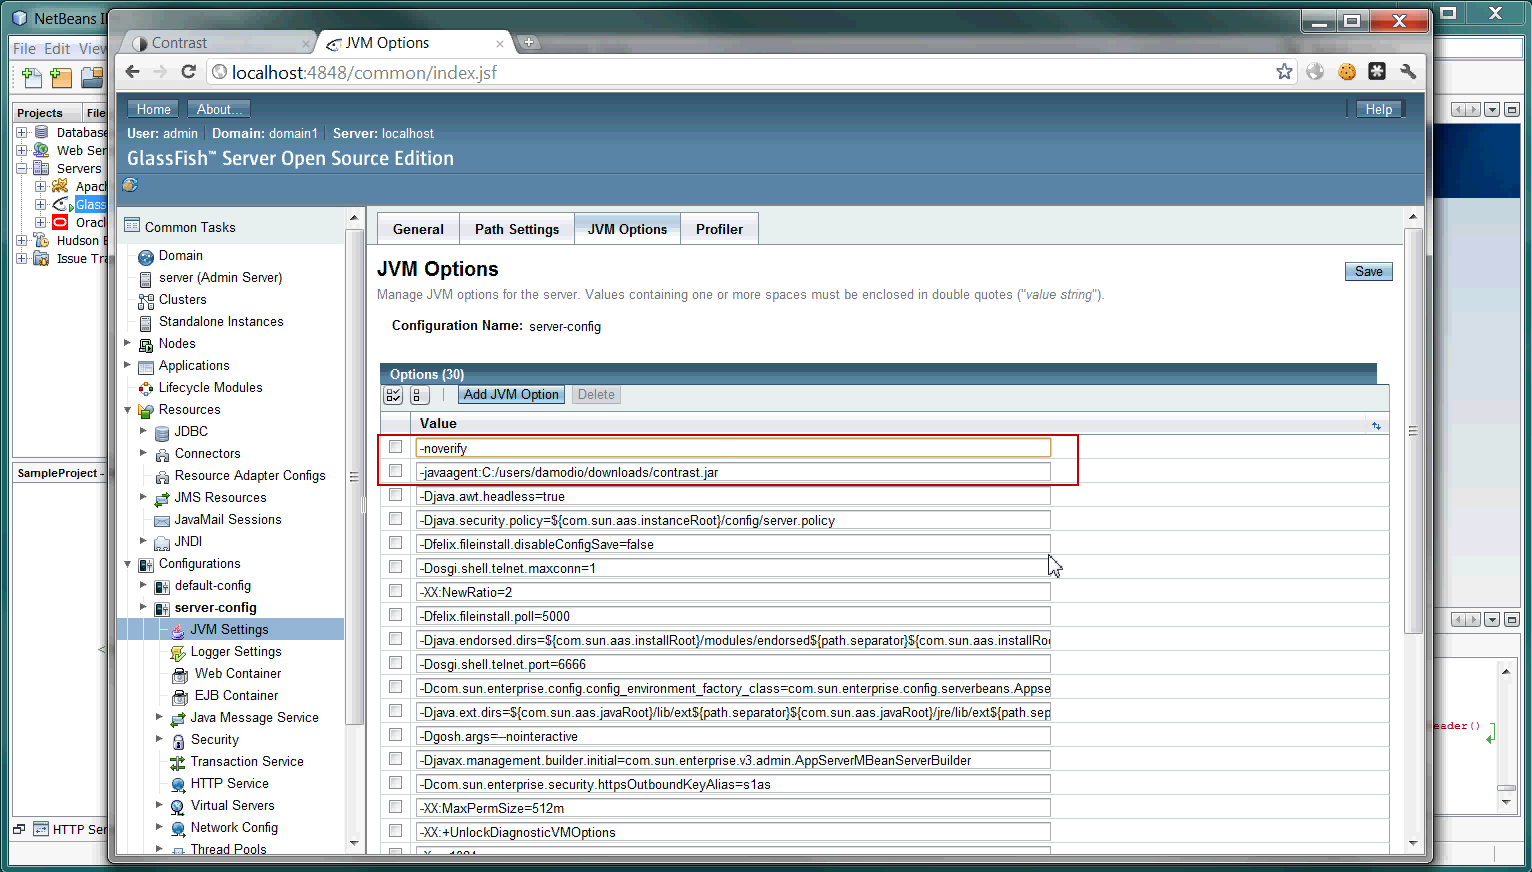 NetBeans I
File Edit View
Projects
File
Database
Web Ser
Servers
Apac
Glass
Oracl
Hudson B
Issue Tra
SampleProject -
HTTP Ser
Contrast
JVM Options
localhost:4848/common/index.jsf
Home
About...
Help
User: admin
Domain: domain1
Server: localhost
GlassFish™ Server Open Source Edition
Common Tasks
Domain
server (Admin Server)
Clusters
Standalone Instances
Nodes
Applications
Lifecycle Modules
Resources
JDBC
Connectors
Resource Adapter Configs
JMS Resources
JavaMail Sessions
JNDI
Configurations
default-config
server-config
JVM Settings
Logger Settings
Web Container
EJB Container
Java Message Service
Security
Transaction Service
HTTP Service
Virtual Servers
Network Config
Thread Pools
General
Path Settings
JVM Options
Profiler
JVM Options
Save
Manage JVM options for the server. Values containing one or more spaces must be enclosed in double quotes ("value string").
Configuration Name: server-config
Options (30)
Add JVM Option
Delete
Value
-noverify
-javaagent:C:/users/damodio/downloads/contrast.jar
-Djava.awt.headless=true
-Djava.security.policy=${com.sun.aas.instanceRoot}/config/server.policy
-Dfelix.fileinstall.disableConfigSave=false
-Dosgi.shell.telnet.maxconn=1
-XX:NewRatio=2
-Dfelix.fileinstall.poll=5000
-Djava.endorsed.dirs=${com.sun.aas.installRoot}/modules/endorsed${path.separator}${com.sun.aas.installRoo
-Dosgi.shell.telnet.port=6666
-Dcom.sun.enterprise.config.config_environment_factory_class=com.sun.enterprise.config.serverbeans.Appse
-Djava.ext.dirs=${com.sun.aas.javaRoot}/lib/ext${path.separator}${com.sun.aas.javaRoot}/jre/lib/ext${path.sep
-Dgosh.args=--nointeractive
-Djavax.management.builder.initial=com.sun.enterprise.v3.admin.AppServerMBeanServerBuilder
-Dcom.sun.enterprise.security.httpsOutboundKeyAlias=s1as
-XX:MaxPermSize=512m
-XX:+UnlockDiagnosticVMOptions
eader()